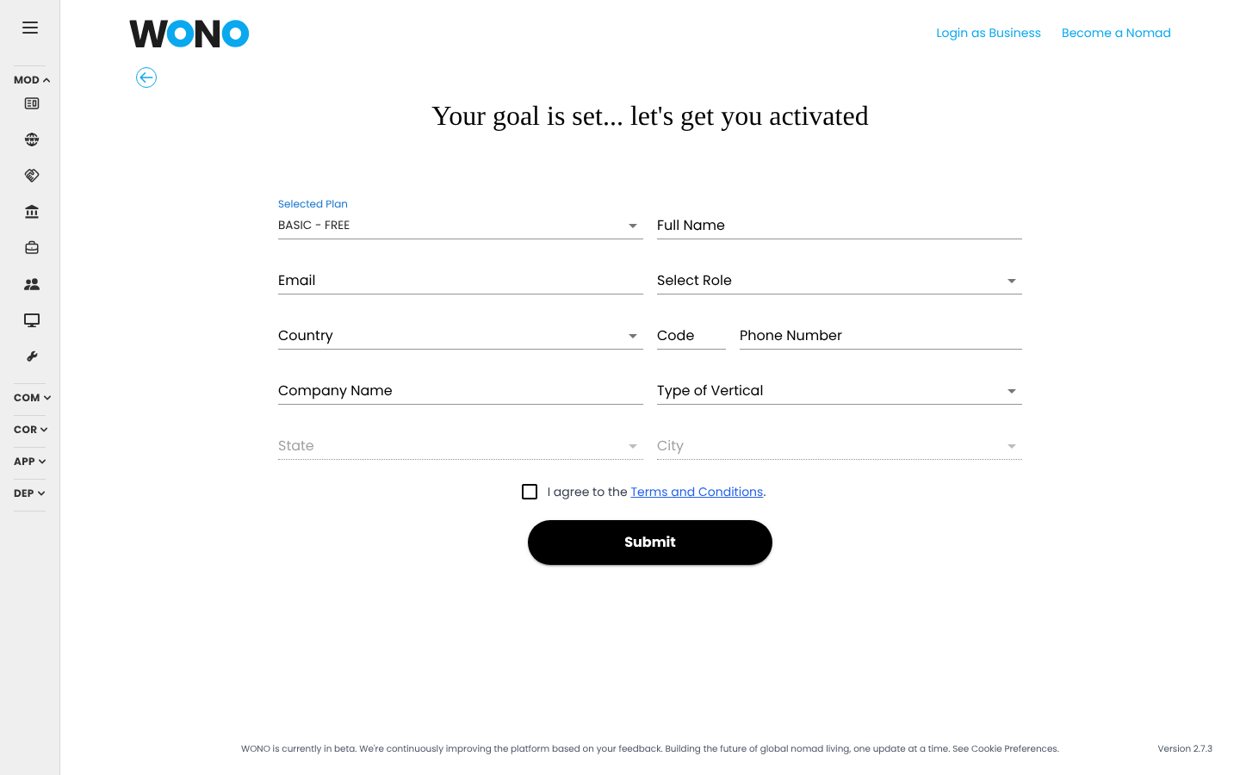 WONO
Login as Business
Become a Nomad
MOD
Your goal is set... let's get you activated
Selected Plan
BASIC - FREE
Full Name
Email
Select Role
Country
Code
Phone Number
Company Name
Type of Vertical
COM
COR
State
City
APP
DEP
I agree to the Terms and Conditions.
Submit
WONO is currently in beta. We're continuously improving the platform based on your feedback. Building the future of global nomad living, one update at a time. See Cookie Preferences.
Version 2.7.3